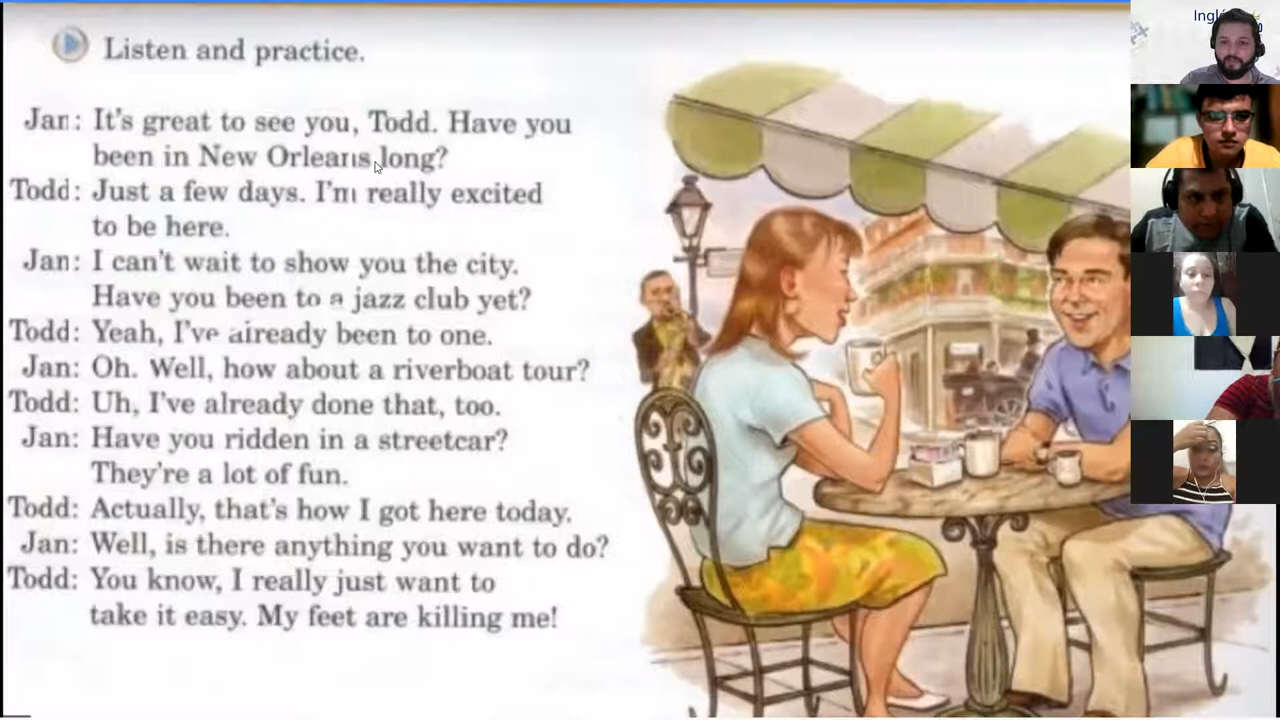 Listen and practice.
Jan: It's great to see you, Todd. Have you
been in New Orleans long?
Todd: Just a few days. I'm really excited
to be here.
Jan: I can't wait to show you the city.
Have you been to a jazz club yet?
Todd: Yeah, I've already been to one.
Jan: Oh. Well, how about a riverboat tour?
Todd: Uh, I've already done that, too.
Jan: Have you ridden in a streetcar?
They're a lot of fun.
Todd: Actually, that's how I got here today.
Jan: Well, is there anything you want to do?
Todd: You know, I really just want to
take it easy. My feet are killing me!